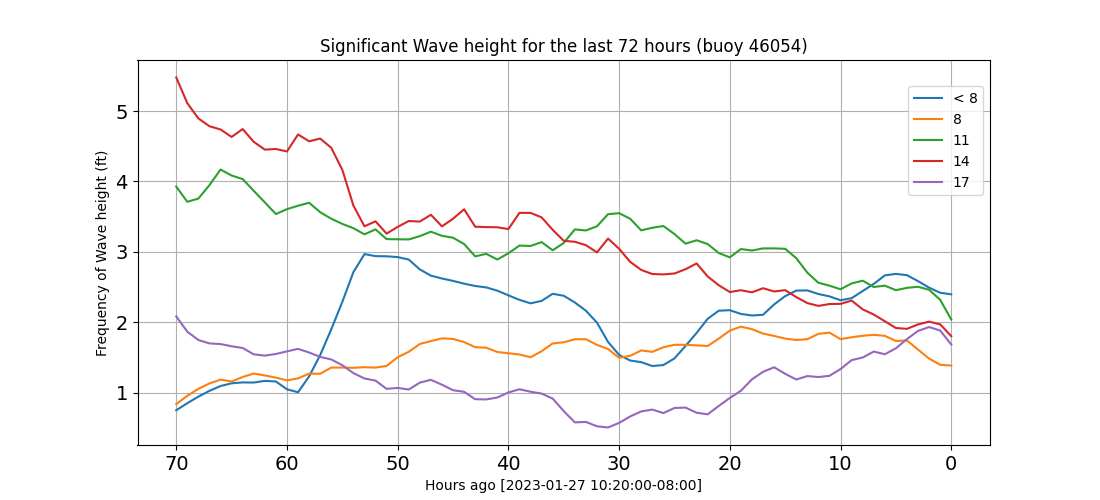 Significant Wave height for the last 72 hours (buoy 46054)
Frequency of Wave height (ft)
5
4
3
2
1
< 8
8
11
14
17
70 60 50 40 30 20 10 0
Hours ago [2023-01-27 10:20:00-08:00]